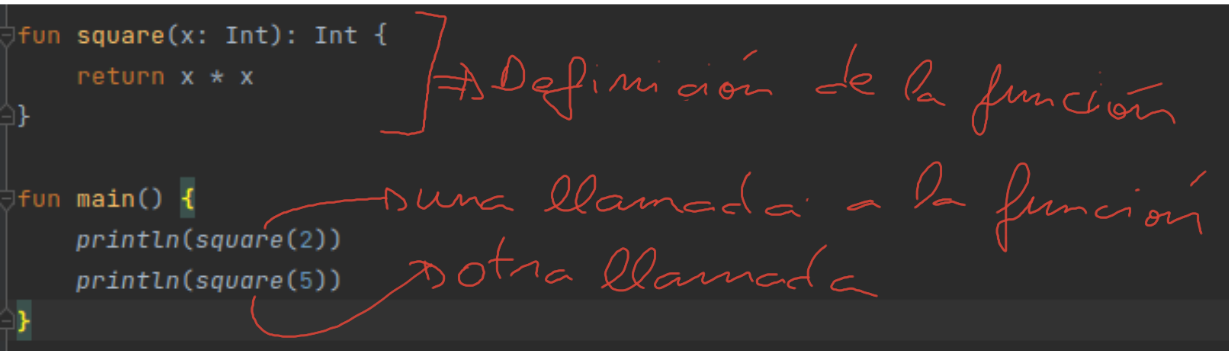 fun square(x: Int): Int {
return x * x
}
⇒ Definición de la función
fun main() {
println(square(2))
println(square(5))
}
una llamada a la función
otra llamada